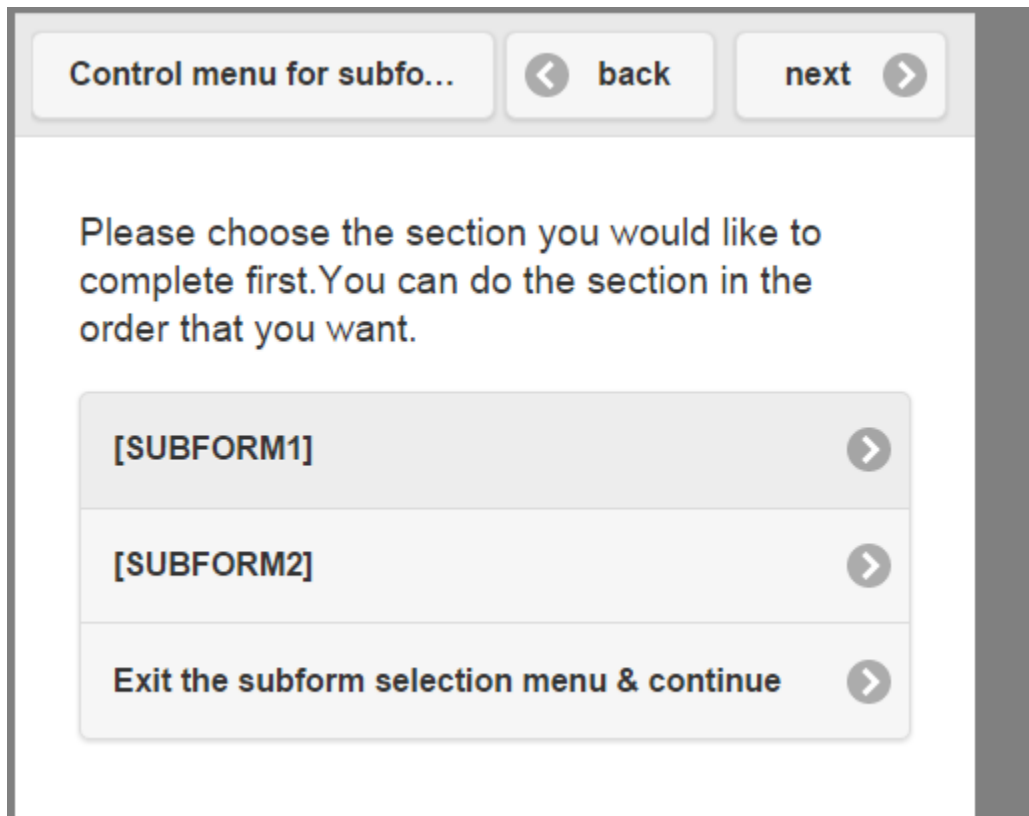 Control menu for subfo...
back
next
Please choose the section you would like to
complete first.You can do the section in the
order that you want.
[SUBFORM1]
[SUBFORM2]
Exit the subform selection menu & continue